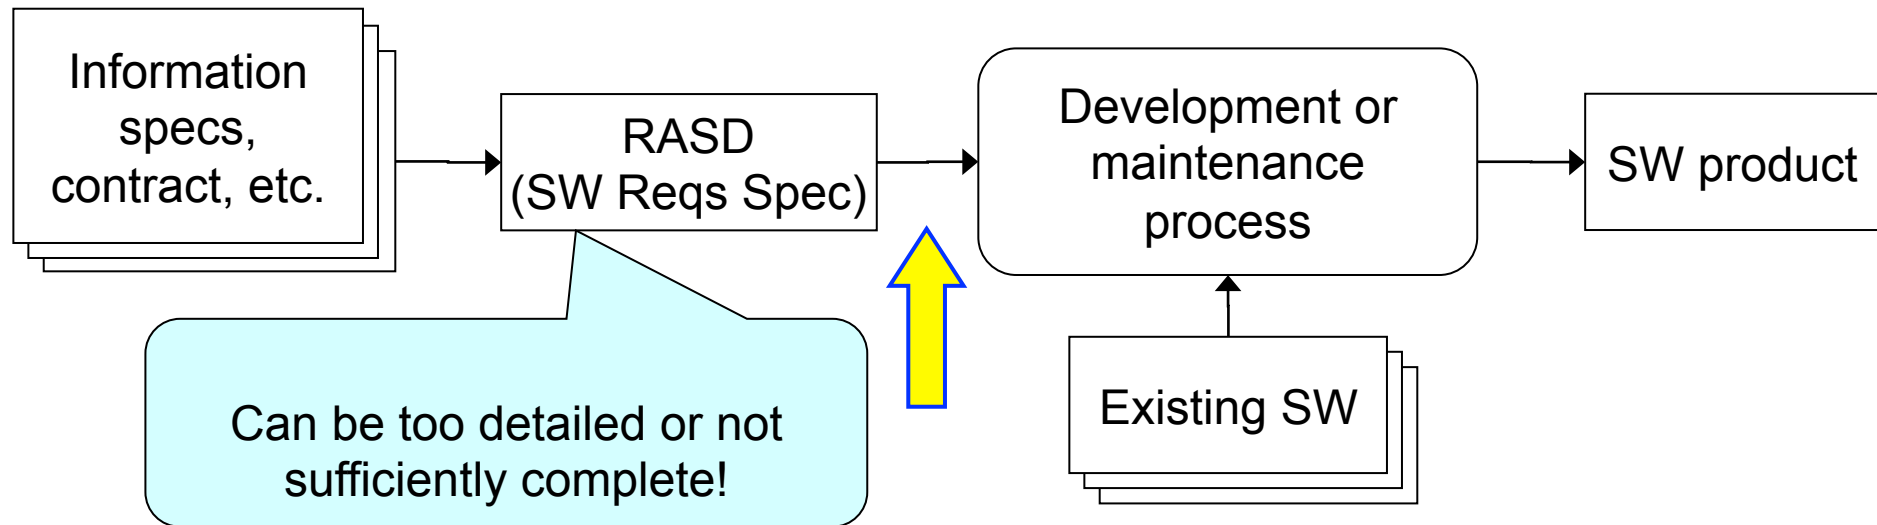 Information
specs,
contract, etc.
RASD
(SW Reqs Spec)
Development or
maintenance
process
SW product
Can be too detailed or not
sufficiently complete!
Existing SW